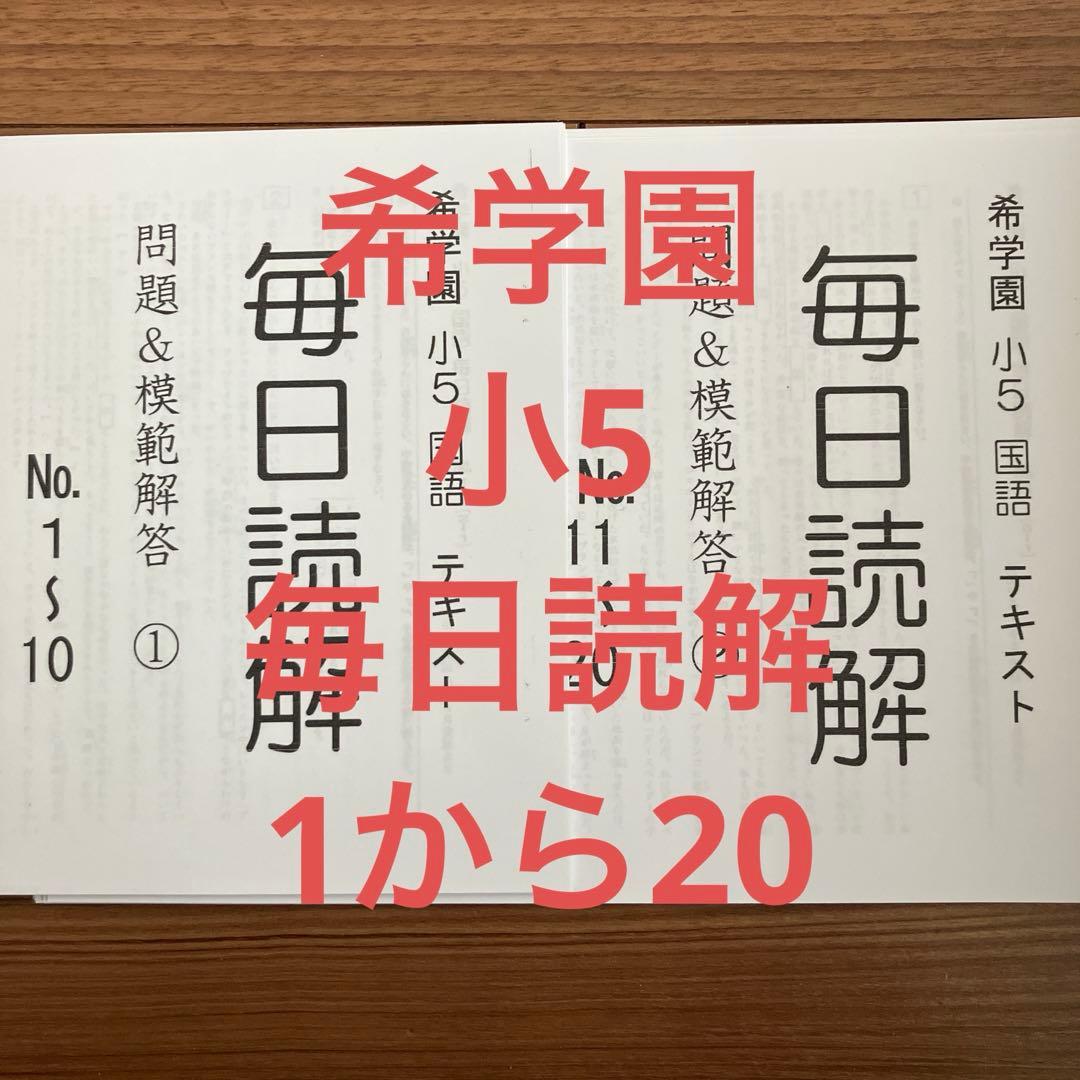 希学園
小5
毎日読解
1から20
希学園 小5 国語 テキスト
毎日読解
問題&模範解答 ②
No. 11〜20
希学園 小5 国語 テキスト
毎日読解
問題&模範解答 ①
No. 1〜10